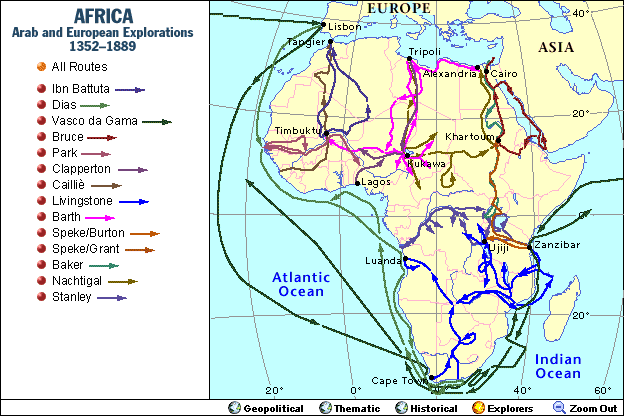 AFRICA
Arab and European Explorations
1352–1889
All Routes
Ibn Battuta
Dias
Vasco da Gama
Bruce
Park
Clapperton
Cailliè
Livingstone
Barth
Speke/Burton
Speke/Grant
Baker
Nachtigal
Stanley
EUROPE
40°
Lisbon
Tangier
Tripoli
ASIA
Alexandria
Cairo
20°
Timbuktu
Khartoum
Kukawa
Lagos
0°
Ujiji
Zanzibar
Luanda
Atlantic
Ocean
20°
Indian
Ocean
Cape Town
20°
0°
20°
40°
60°
Geopolitical
Thematic
Historical
Explorers
Zoom Out